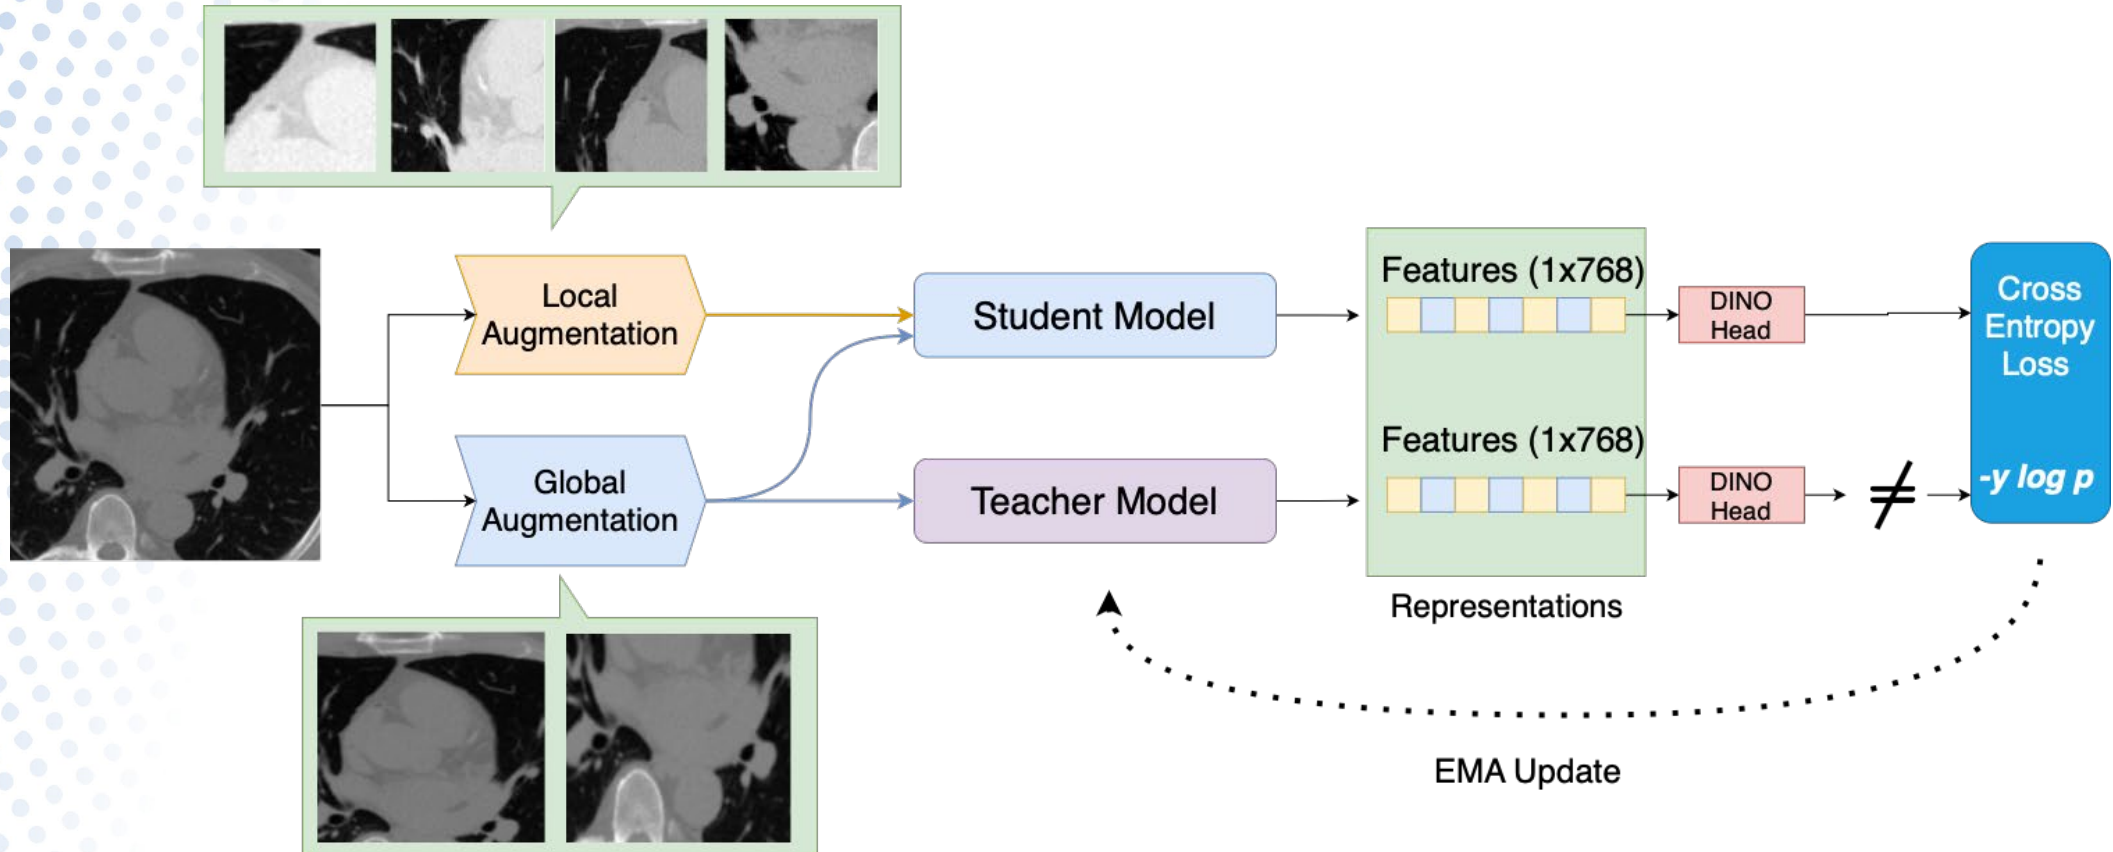 Local
Augmentation
Global
Augmentation
Student Model
Teacher Model
Features (1x768)
Features (1x768)
Representations
DINO
Head
DINO
Head
≠
Cross
Entropy
Loss
-y log p
EMA Update